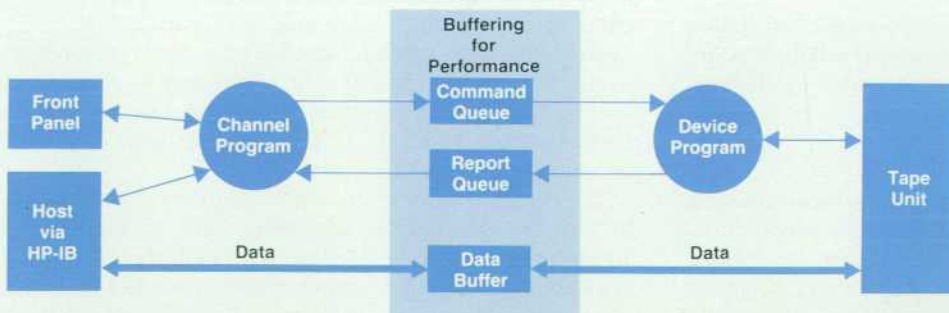 Buffering
for
Performance
Front
Panel
Channel
Program
Command
Queue
Report
Queue
Device
Program
Tape
Unit
Host
via
HP-IB
Data
Data
Buffer
Data